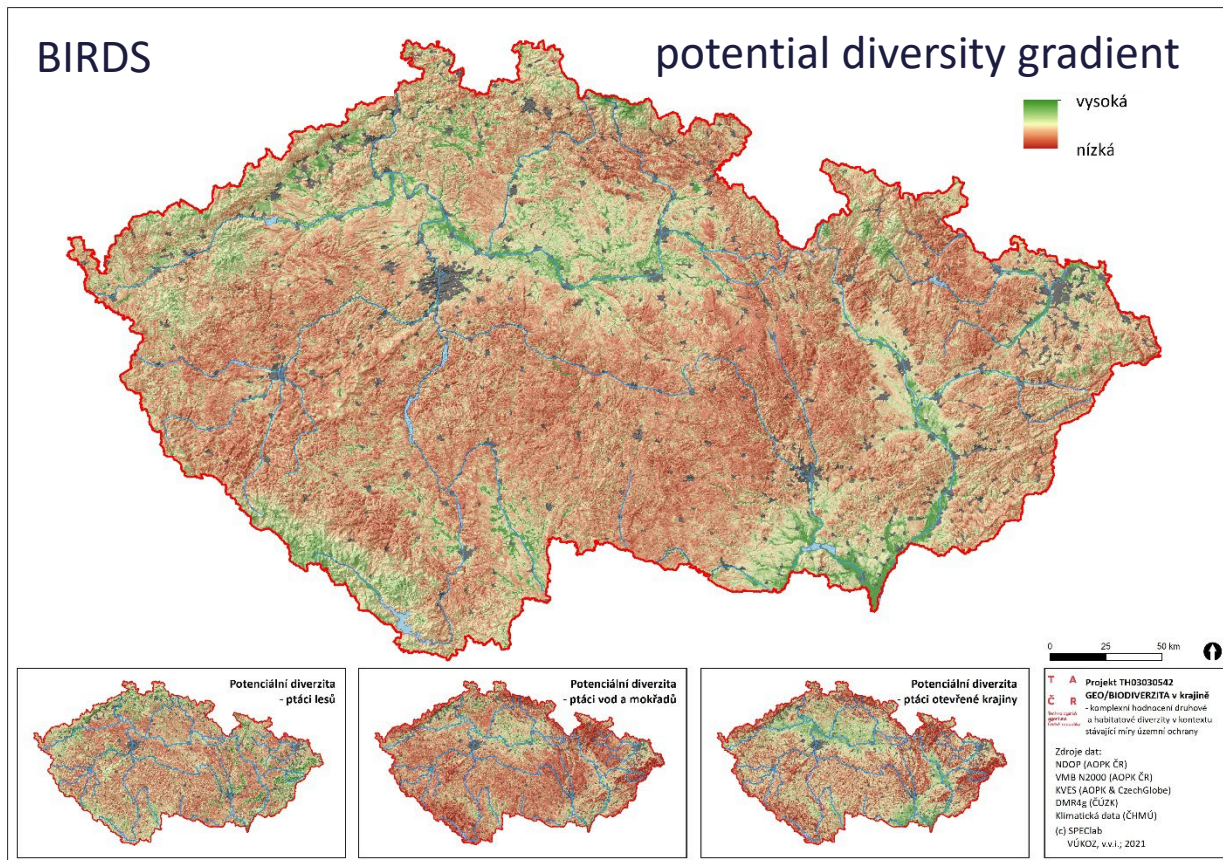 BIRDS
potential diversity gradient
vysoká
nízká
Potenciální diverzita
- ptáci lesů
Potenciální diverzita
- ptáci vod a mokřadů
Potenciální diverzita
- ptáci otevřené krajiny
0 25 50 km
T A
Č R
Projekt TH03030542
GEO/BIODIVERZITA v krajině
- komplexní hodnocení druhové
a habitatové diverzity v kontextu
stávající míry územní ochrany
Zdroje dat:
NDOP (AOPK ČR)
VMB N2000 (AOPK ČR)
KVES (AOPK & CzechGlobe)
DMR4g (ČÚZK)
Klimatická data (ČHMÚ)
(c) SPEClab
VÚKOZ, v.v.i.; 2021